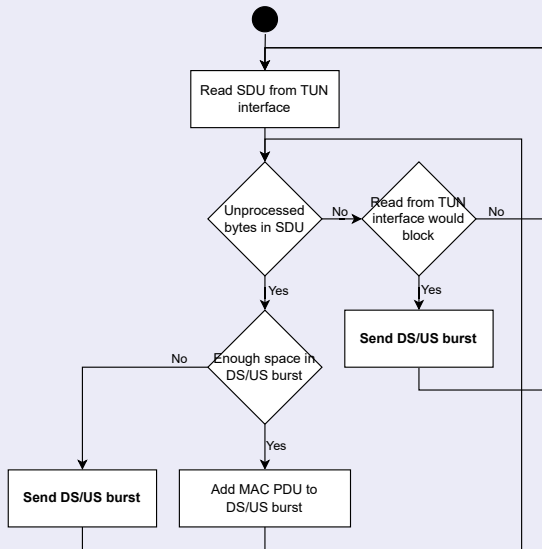 Read SDU from TUN
interface
Unprocessed
bytes in SDU
No
Read from TUN
interface would
block
No
Yes
Yes
Send DS/US burst
No
Enough space in
DS/US burst
Yes
Send DS/US burst
Add MAC PDU to
DS/US burst